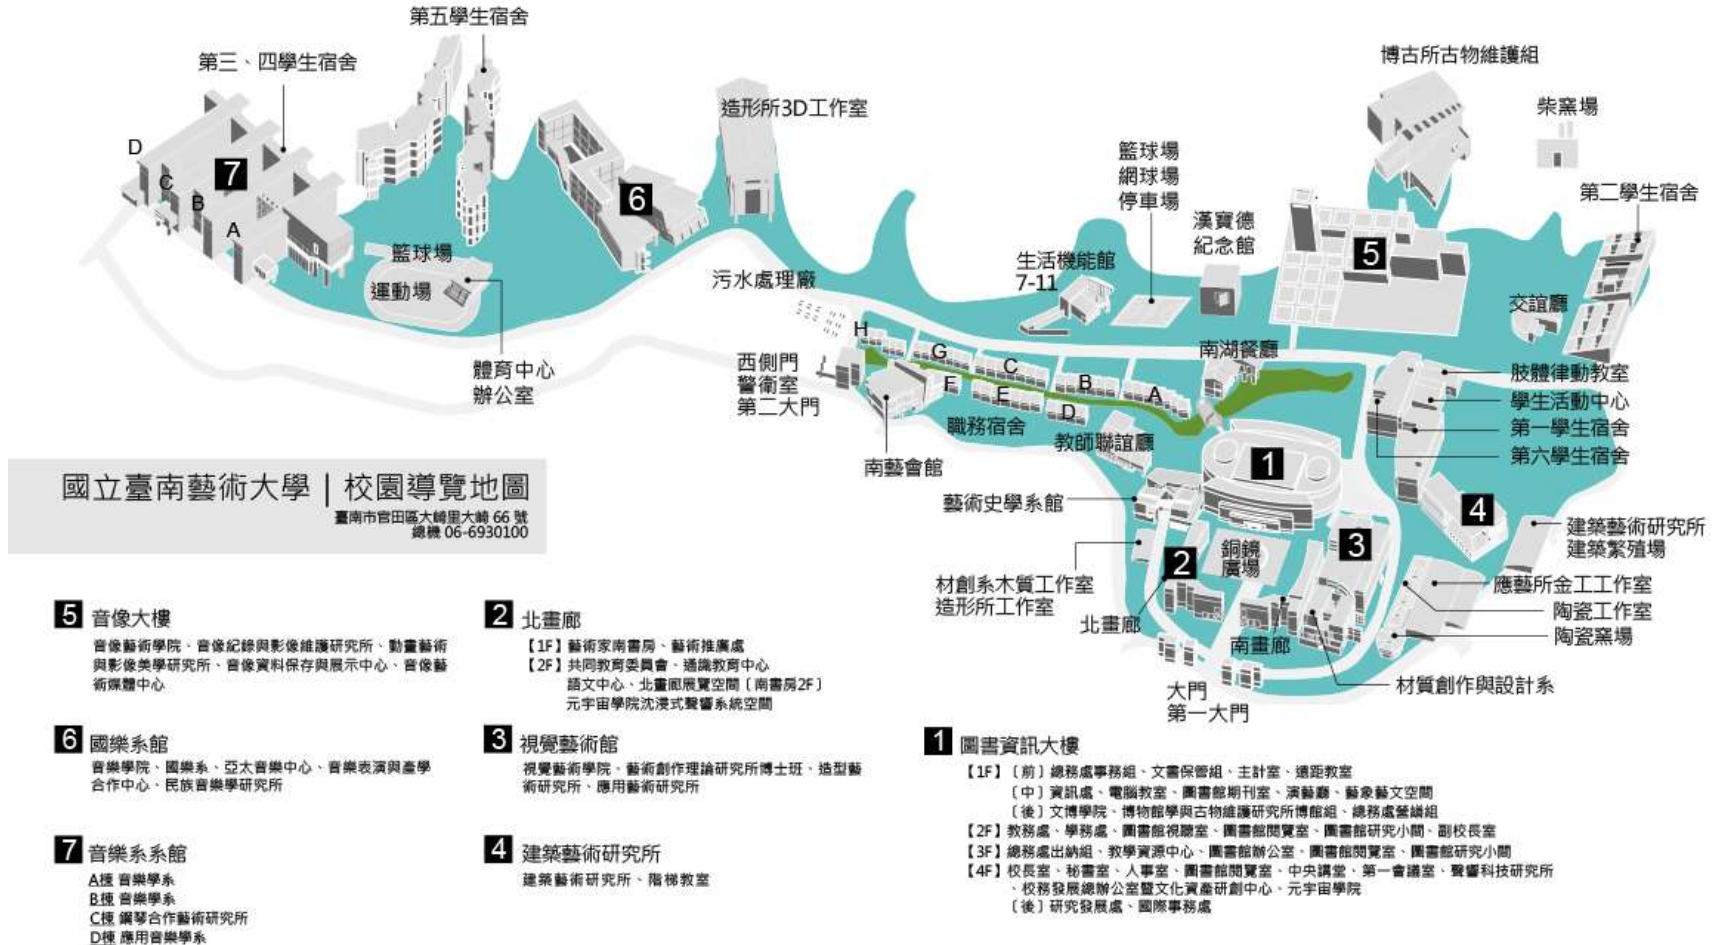 第五學生宿舍
第三、四學生宿舍
造形所3D工作室
博古所古物維護組
柴窯場
D
C
B
A
7
6
籃球場
網球場
停車場
漢寶德
紀念館
5
第二學生宿舍
籃球場
運動場
污水處理廠
生活機能館
7-11
交誼廳
體育中心
辦公室
西側門
警衛室
第二大門
H
G
C
B
A
F
E
D
南湖餐廳
肢體律動教室
學生活動中心
第一學生宿舍
第六學生宿舍
職務宿舍
教師聯誼廳
南藝會館
1
國立臺南藝術大學 | 校園導覽地圖
臺南市官田區大崎里大崎 66 號
總機 06-6930100
藝術史學系館
4
建築藝術研究所
建築繁殖場
2
銅鏡
廣場
3
材創系木質工作室
造形所工作室
應藝所金工工作室
陶瓷工作室
陶瓷窯場
北畫廊
南畫廊
材質創作與設計系
大門
第一大門
5 音像大樓
音像藝術學院、音像紀錄與影像維護研究所、動畫藝術
與影像美學研究所、音像資料保存與展示中心、音像藝
術媒體中心
6 國樂系館
音樂學院、國樂系、亞太音樂中心、音樂表演與產學
合作中心、民族音樂學研究所
7 音樂系系館
A棟 音樂學系
B棟 音樂學系
C棟 鋼琴合作藝術研究所
D棟 應用音樂學系
2 北畫廊
【1F】藝術家南書房、藝術推廣處
【2F】共同教育委員會、通識教育中心
語文中心、北畫廊展覽空間〔南書房2F〕
元宇宙學院沈浸式聲響系統空間
3 視覺藝術館
視覺藝術學院、藝術創作理論研究所博士班、造型藝
術研究所、應用藝術研究所
4 建築藝術研究所
建築藝術研究所、階梯教室
1 圖書資訊大樓
【1F】〔前〕總務處事務組、文書保管組、主計室、遠距教室
〔中〕資訊處、電腦教室、圖書館期刊室、演藝廳、藝象藝文空間
〔後〕文博學院、博物館學與古物維護研究所博館組、總務處營繕組
【2F】教務處、學務處、圖書館視聽室、圖書館閱覽室、圖書館研究小間、副校長室
【3F】總務處出納組、教學資源中心、圖書館辦公室、圖書館閱覽室、圖書館研究小間
【4F】校長室、秘書室、人事室、圖書館閱覽室、中央講堂、第一會議室、聲響科技研究所
、校務發展總辦公室暨文化資產研創中心、元宇宙學院
〔後〕研究發展處、國際事務處